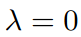 λ = 0